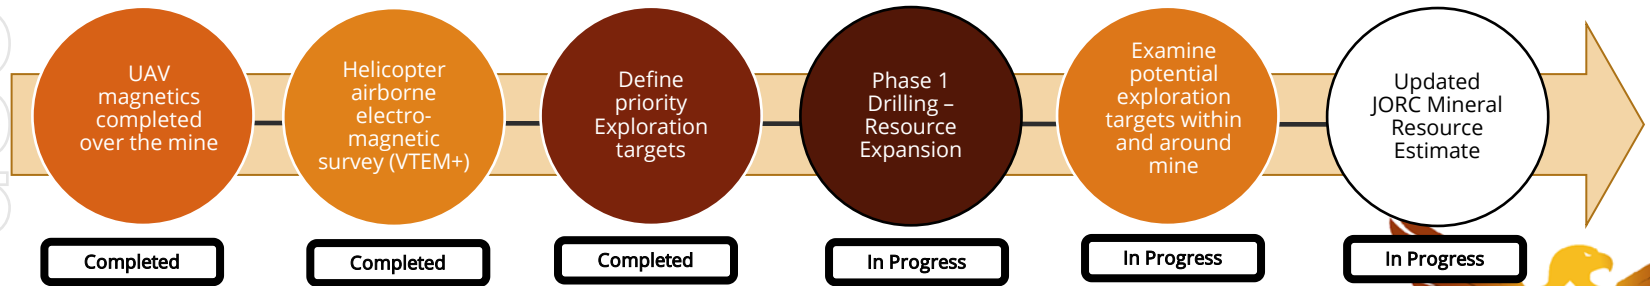 UAV
magnetics
completed
over the mine
Helicopter
airborne
electro-
magnetic
survey (VTEM+)
Define
priority
Exploration
targets
Phase 1
Drilling –
Resource
Expansion
Examine
potential
exploration
targets within
and around
mine
Updated
JORC Mineral
Resource
Estimate
Completed
Completed
Completed
In Progress
In Progress
In Progress